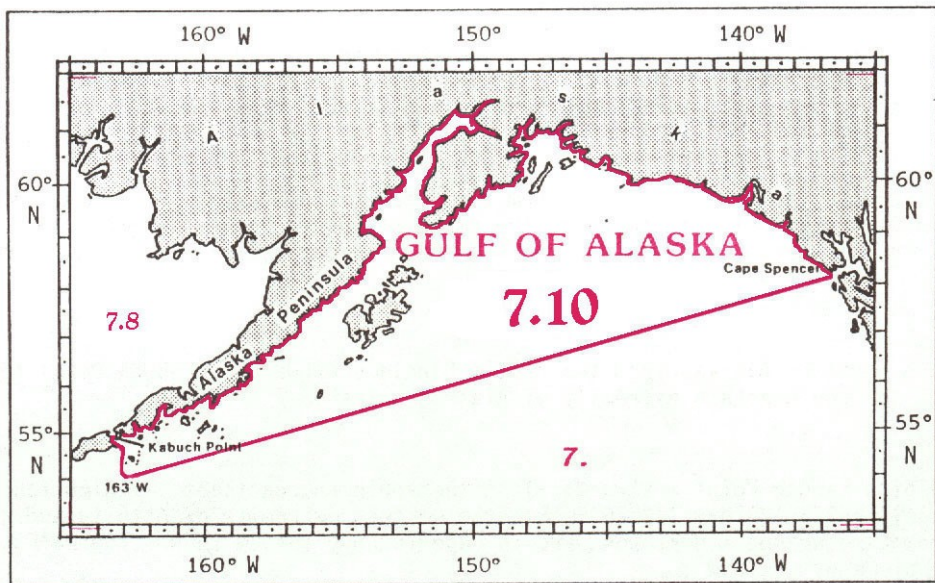 160° W 150° 140° W
A l a s k a
60° N 60° N
GULF OF ALASKA
Cape Spencer
7.10
7.8
Alaska Peninsula
55° N 55° N
Kabuch Point
7.
163° W
160° W 150° 140° W